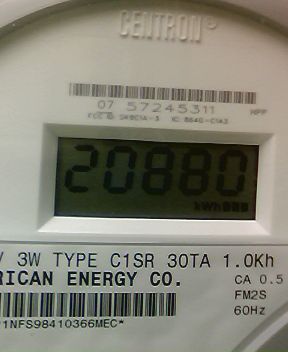 CENTRON®
07 57245311
20880
kWh
3W TYPE C1SR 30TA 1.0Kh
RICAN ENERGY CO.
CA 0.5
FM2S
60Hz
1NFS98410366MEC*